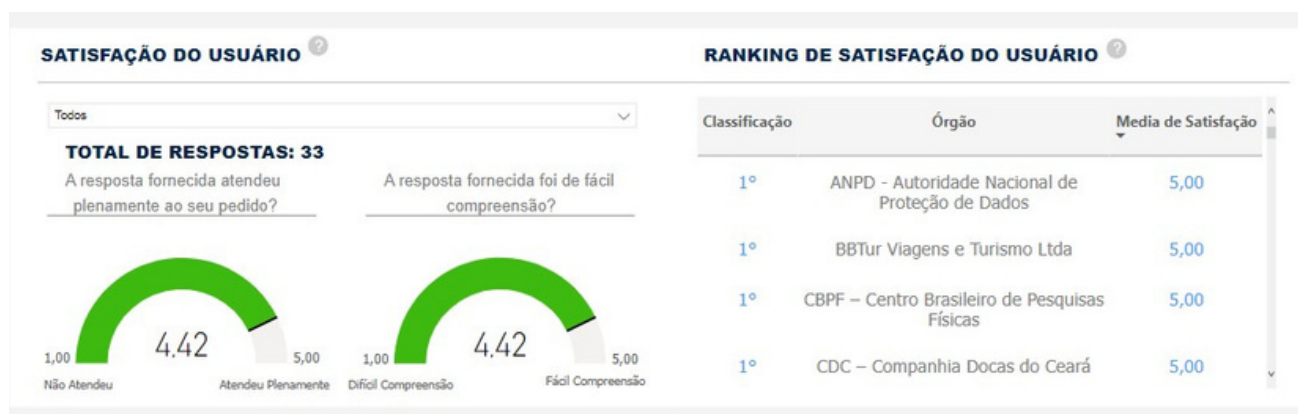 SATISFAÇÃO DO USUÁRIO ?
Todos
TOTAL DE RESPOSTAS: 33
A resposta fornecida atendeu
plenamente ao seu pedido?
1,00
4,42
5,00
Não Atendeu
Atendeu Plenamente
A resposta fornecida foi de fácil
compreensão?
1,00
4,42
5,00
Difícil Compreensão
Fácil Compreensão
RANKING DE SATISFAÇÃO DO USUÁRIO ?
Classificação Órgão Media de Satisfação
1º ANPD - Autoridade Nacional de 5,00
Proteção de Dados
1º BBTur Viagens e Turismo Ltda 5,00
1º CBPF – Centro Brasileiro de Pesquisas 5,00
Físicas
1º CDC – Companhia Docas do Ceará 5,00